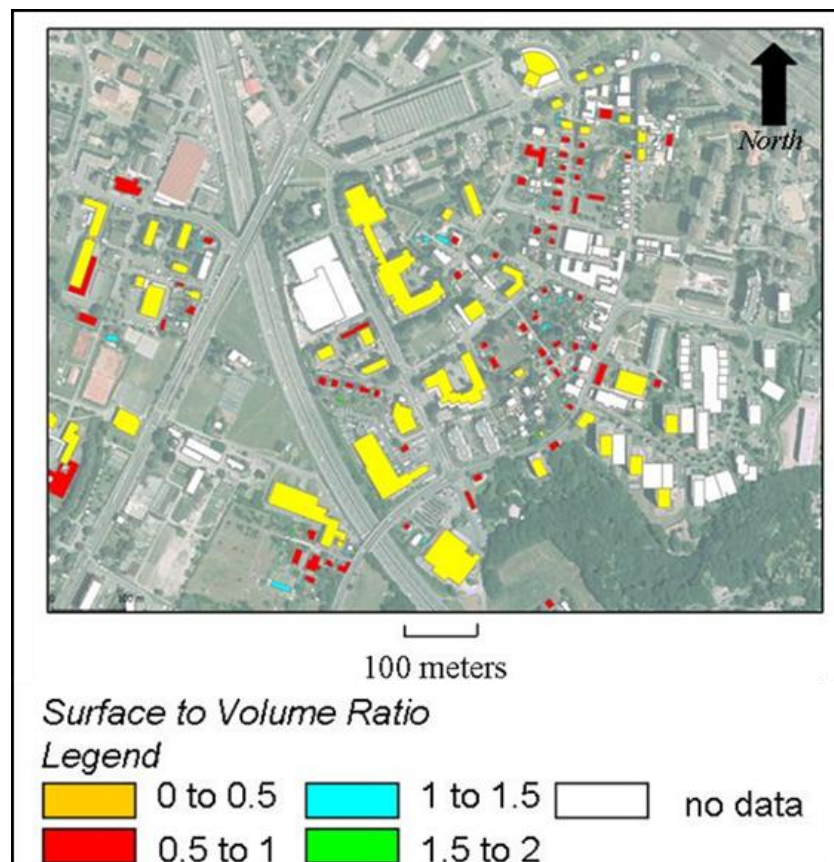 North
100 meters
Surface to Volume Ratio
Legend
0 to 0.5 1 to 1.5 no data
0.5 to 1 1.5 to 2